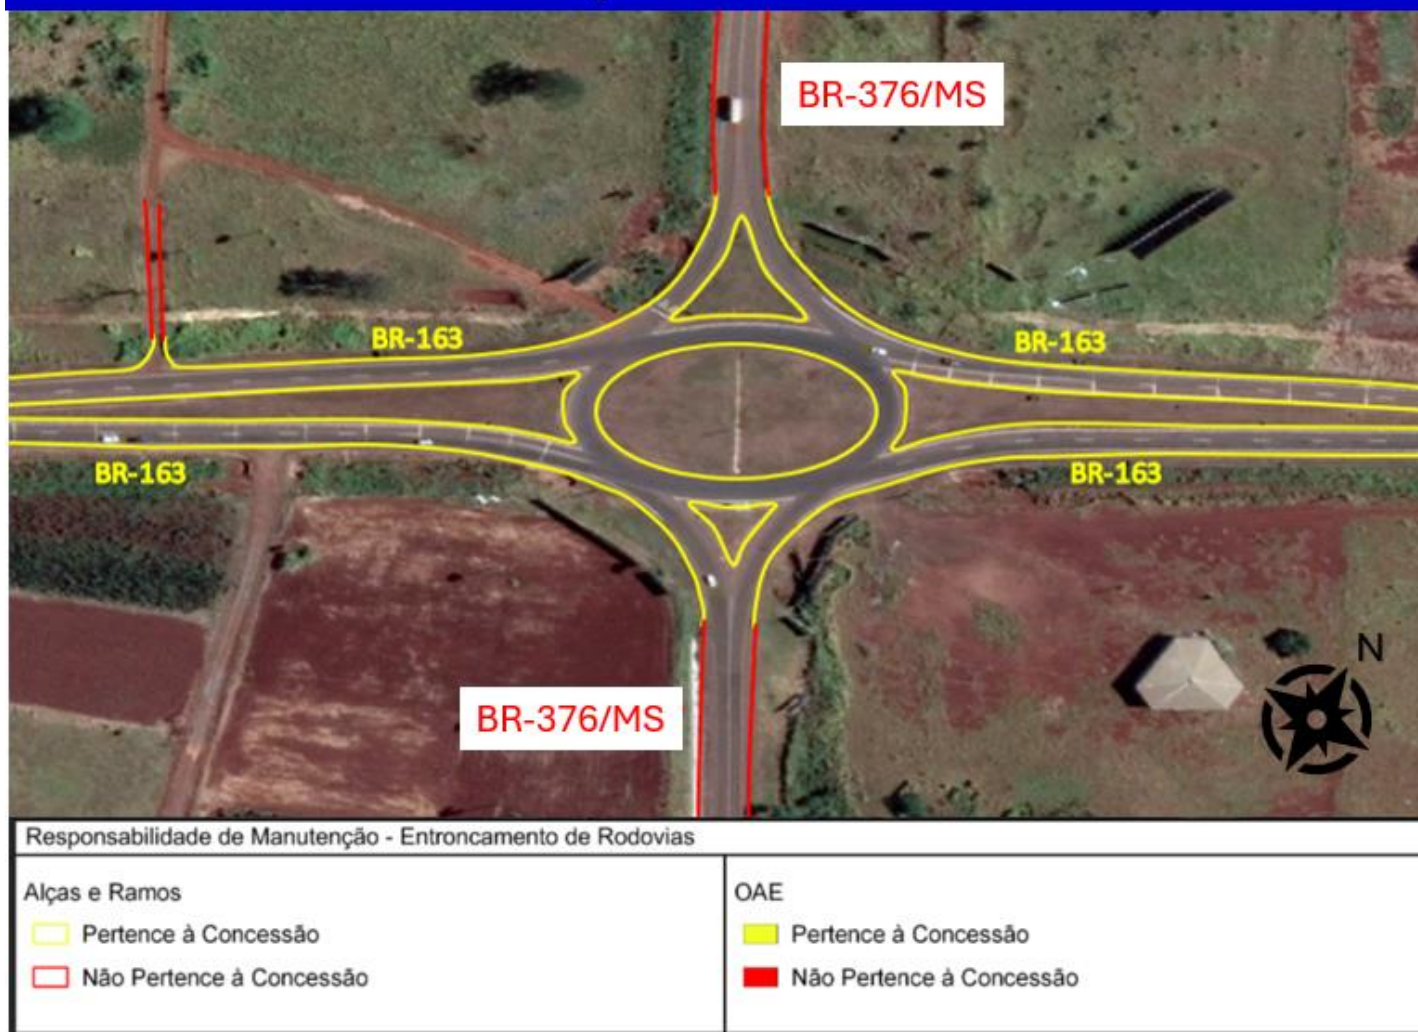 BR-376/MS
BR-163
BR-163
BR-163
BR-163
BR-376/MS
N
Responsabilidade de Manutenção - Entroncamento de Rodovias
Alças e Ramos
Pertence à Concessão
Não Pertence à Concessão
OAE
Pertence à Concessão
Não Pertence à Concessão